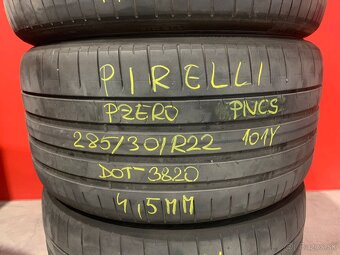 PIRELLI
PZERO PNCS
285/30/R22 101Y
DOT-3820
4,5MM